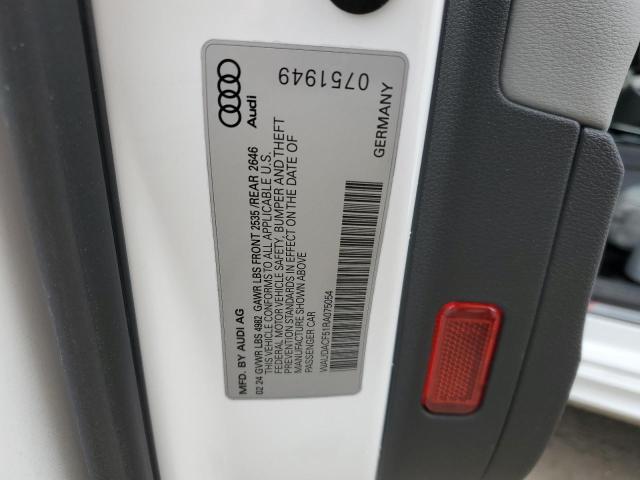 MFD. BY AUDI AG
02 24 GVWR LBS 4982 GAWR LBS FRONT 2535/REAR 2646
THIS VEHICLE CONFORMS TO ALL APPLICABLE U.S.
FEDERAL MOTOR VEHICLE SAFETY, BUMPER AND THEFT
PREVENTION STANDARDS IN EFFECT ON THE DATE OF
MANUFACTURE SHOWN ABOVE
PASSENGER CAR
WAUDACF51RA075054
Audi
0751949
GERMANY